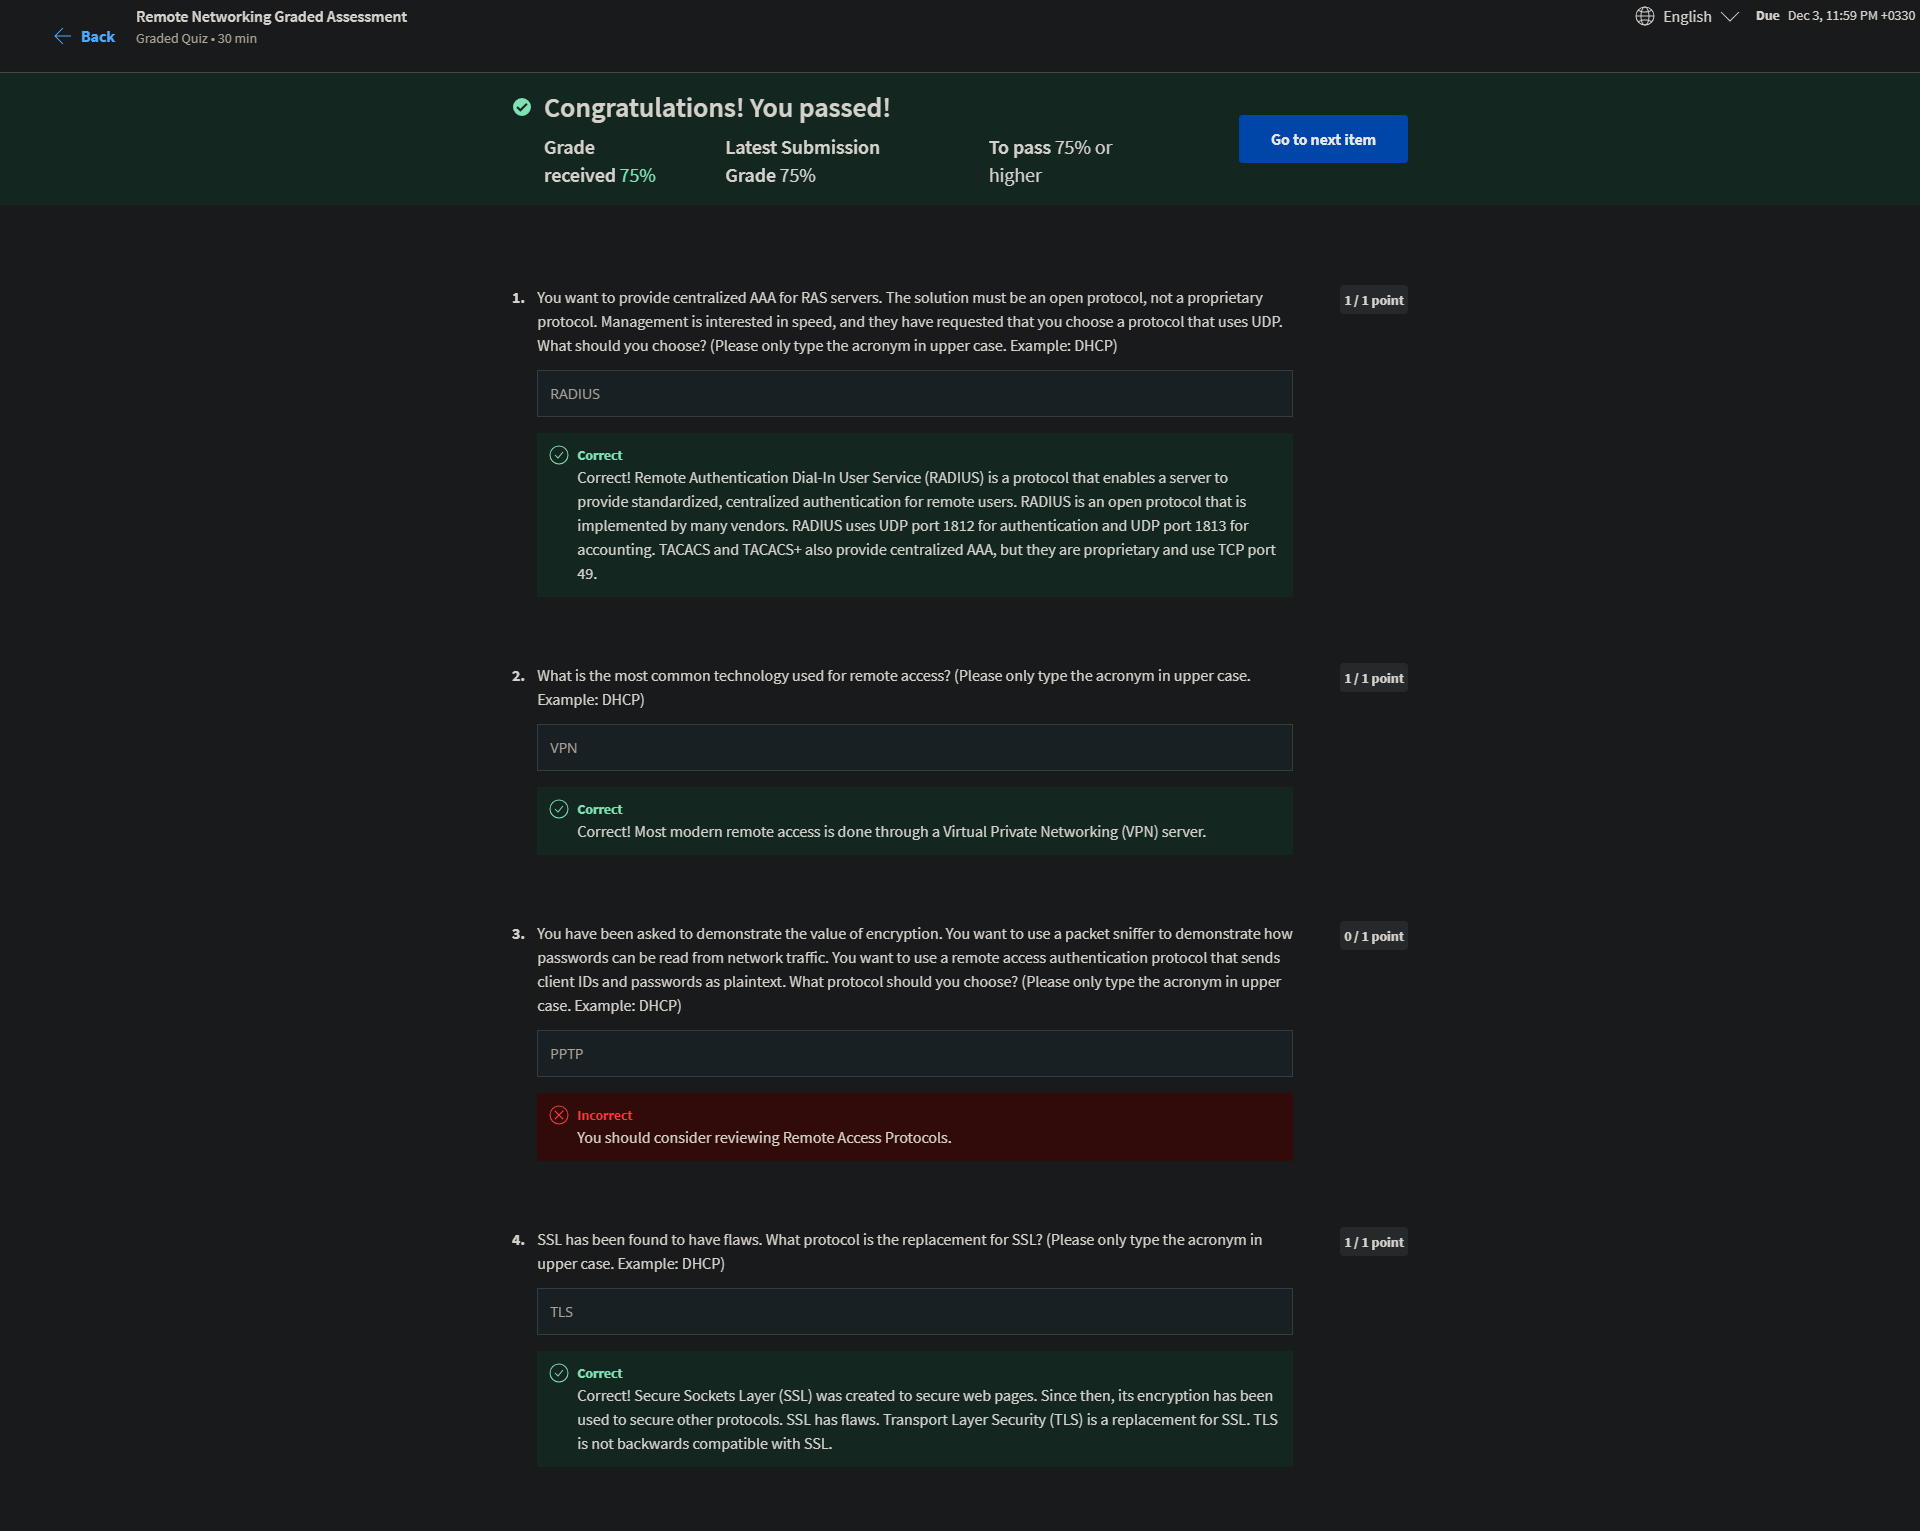 Back
Remote Networking Graded Assessment
Graded Quiz • 30 min
English
Due Dec 3, 11:59 PM +0330
Congratulations! You passed!
Grade
received 75%
Latest Submission
Grade 75%
To pass 75% or
higher
Go to next item
1. You want to provide centralized AAA for RAS servers. The solution must be an open protocol, not a proprietary
protocol. Management is interested in speed, and they have requested that you choose a protocol that uses UDP.
What should you choose? (Please only type the acronym in upper case. Example: DHCP)
1 / 1 point
RADIUS
Correct
Correct! Remote Authentication Dial-In User Service (RADIUS) is a protocol that enables a server to
provide standardized, centralized authentication for remote users. RADIUS is an open protocol that is
implemented by many vendors. RADIUS uses UDP port 1812 for authentication and UDP port 1813 for
accounting. TACACS and TACACS+ also provide centralized AAA, but they are proprietary and use TCP port
49.
2. What is the most common technology used for remote access? (Please only type the acronym in upper case.
Example: DHCP)
1 / 1 point
VPN
Correct
Correct! Most modern remote access is done through a Virtual Private Networking (VPN) server.
3. You have been asked to demonstrate the value of encryption. You want to use a packet sniffer to demonstrate how
passwords can be read from network traffic. You want to use a remote access authentication protocol that sends
client IDs and passwords as plaintext. What protocol should you choose? (Please only type the acronym in upper
case. Example: DHCP)
0 / 1 point
PPTP
Incorrect
You should consider reviewing Remote Access Protocols.
4. SSL has been found to have flaws. What protocol is the replacement for SSL? (Please only type the acronym in
upper case. Example: DHCP)
1 / 1 point
TLS
Correct
Correct! Secure Sockets Layer (SSL) was created to secure web pages. Since then, its encryption has been
used to secure other protocols. SSL has flaws. Transport Layer Security (TLS) is a replacement for SSL. TLS
is not backwards compatible with SSL.